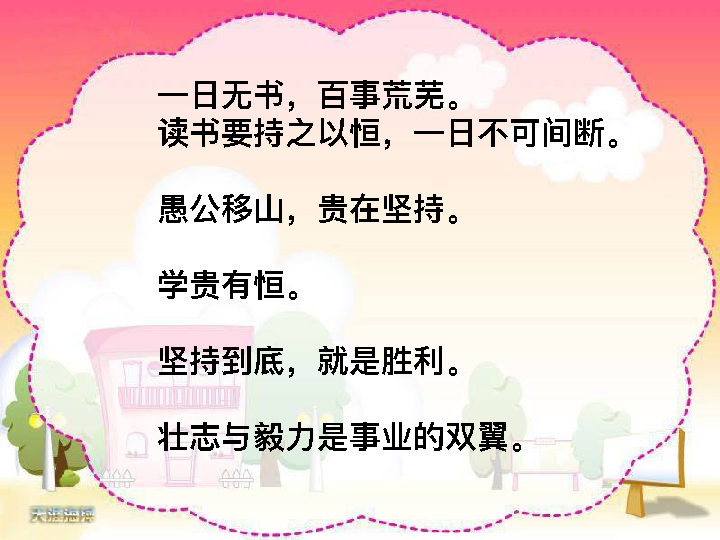 一日无书，百事荒芜。
读书要持之以恒，一日不可间断。
愚公移山，贵在坚持。
学贵有恒。
坚持到底，就是胜利。
壮志与毅力是事业的双翼。